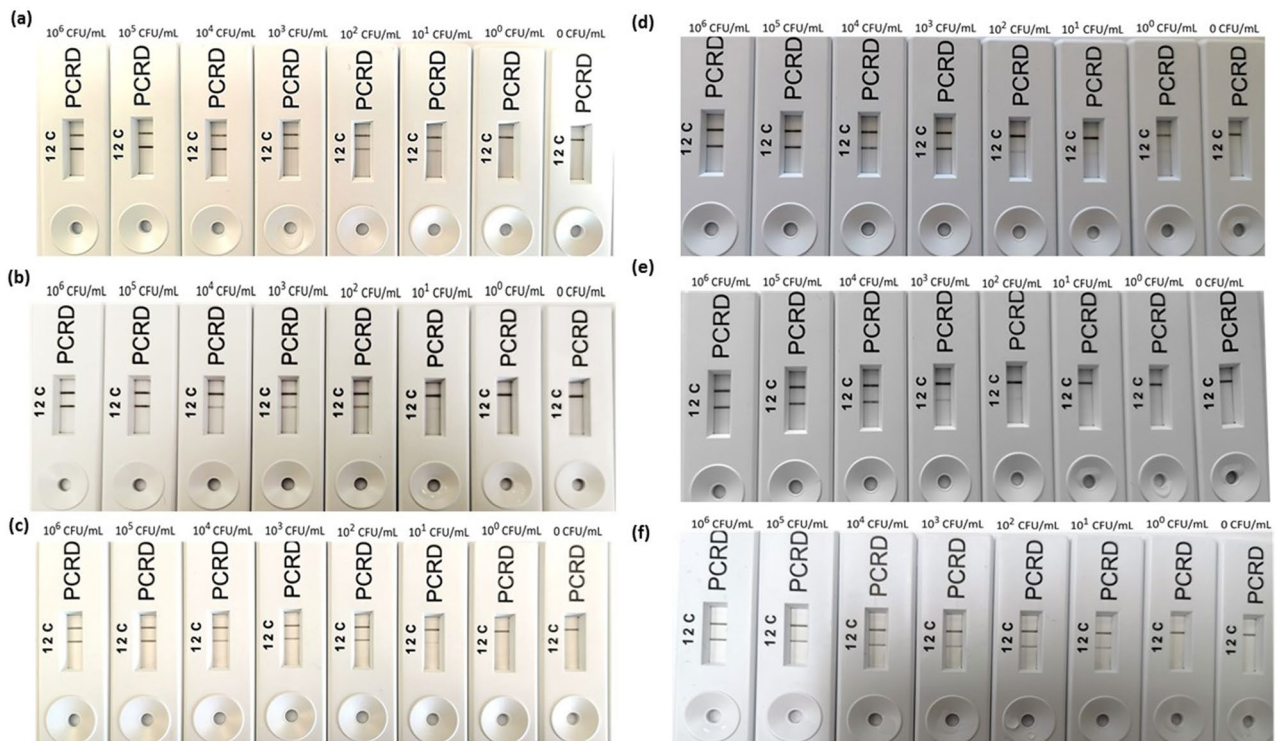 (a)
10⁶ CFU/mL 10⁵ CFU/mL 10⁴ CFU/mL 10³ CFU/mL 10² CFU/mL 10¹ CFU/mL 10⁰ CFU/mL 0 CFU/mL
PCRD PCRD PCRD PCRD PCRD PCRD PCRD PCRD
12 C 12 C 12 C 12 C 12 C 12 C 12 C 12 C
(b)
10⁶ CFU/mL 10⁵ CFU/mL 10⁴ CFU/mL 10³ CFU/mL 10² CFU/mL 10¹ CFU/mL 10⁰ CFU/mL 0 CFU/mL
PCRD PCRD PCRD PCRD PCRD PCRD PCRD PCRD
12 C 12 C 12 C 12 C 12 C 12 C 12 C 12 C
(c)
10⁶ CFU/mL 10⁵ CFU/mL 10⁴ CFU/mL 10³ CFU/mL 10² CFU/mL 10¹ CFU/mL 10⁰ CFU/mL 0 CFU/mL
PCRD PCRD PCRD PCRD PCRD PCRD PCRD PCRD
12 C 12 C 12 C 12 C 12 C 12 C 12 C 12 C
(d)
10⁶ CFU/mL 10⁵ CFU/mL 10⁴ CFU/mL 10³ CFU/mL 10² CFU/mL 10¹ CFU/mL 10⁰ CFU/mL 0 CFU/mL
PCRD PCRD PCRD PCRD PCRD PCRD PCRD PCRD
12 C 12 C 12 C 12 C 12 C 12 C 12 C 12 C
(e)
10⁶ CFU/mL 10⁵ CFU/mL 10⁴ CFU/mL 10³ CFU/mL 10² CFU/mL 10¹ CFU/mL 10⁰ CFU/mL 0 CFU/mL
PCRD PCRD PCRD PCRD PCRD PCRD PCRD PCRD
12 C 12 C 12 C 12 C 12 C 12 C 12 C 12 C
(f)
10⁶ CFU/mL 10⁵ CFU/mL 10⁴ CFU/mL 10³ CFU/mL 10² CFU/mL 10¹ CFU/mL 10⁰ CFU/mL 0 CFU/mL
PCRD PCRD PCRD PCRD PCRD PCRD PCRD PCRD
12 C 12 C 12 C 12 C 12 C 12 C 12 C 12 C